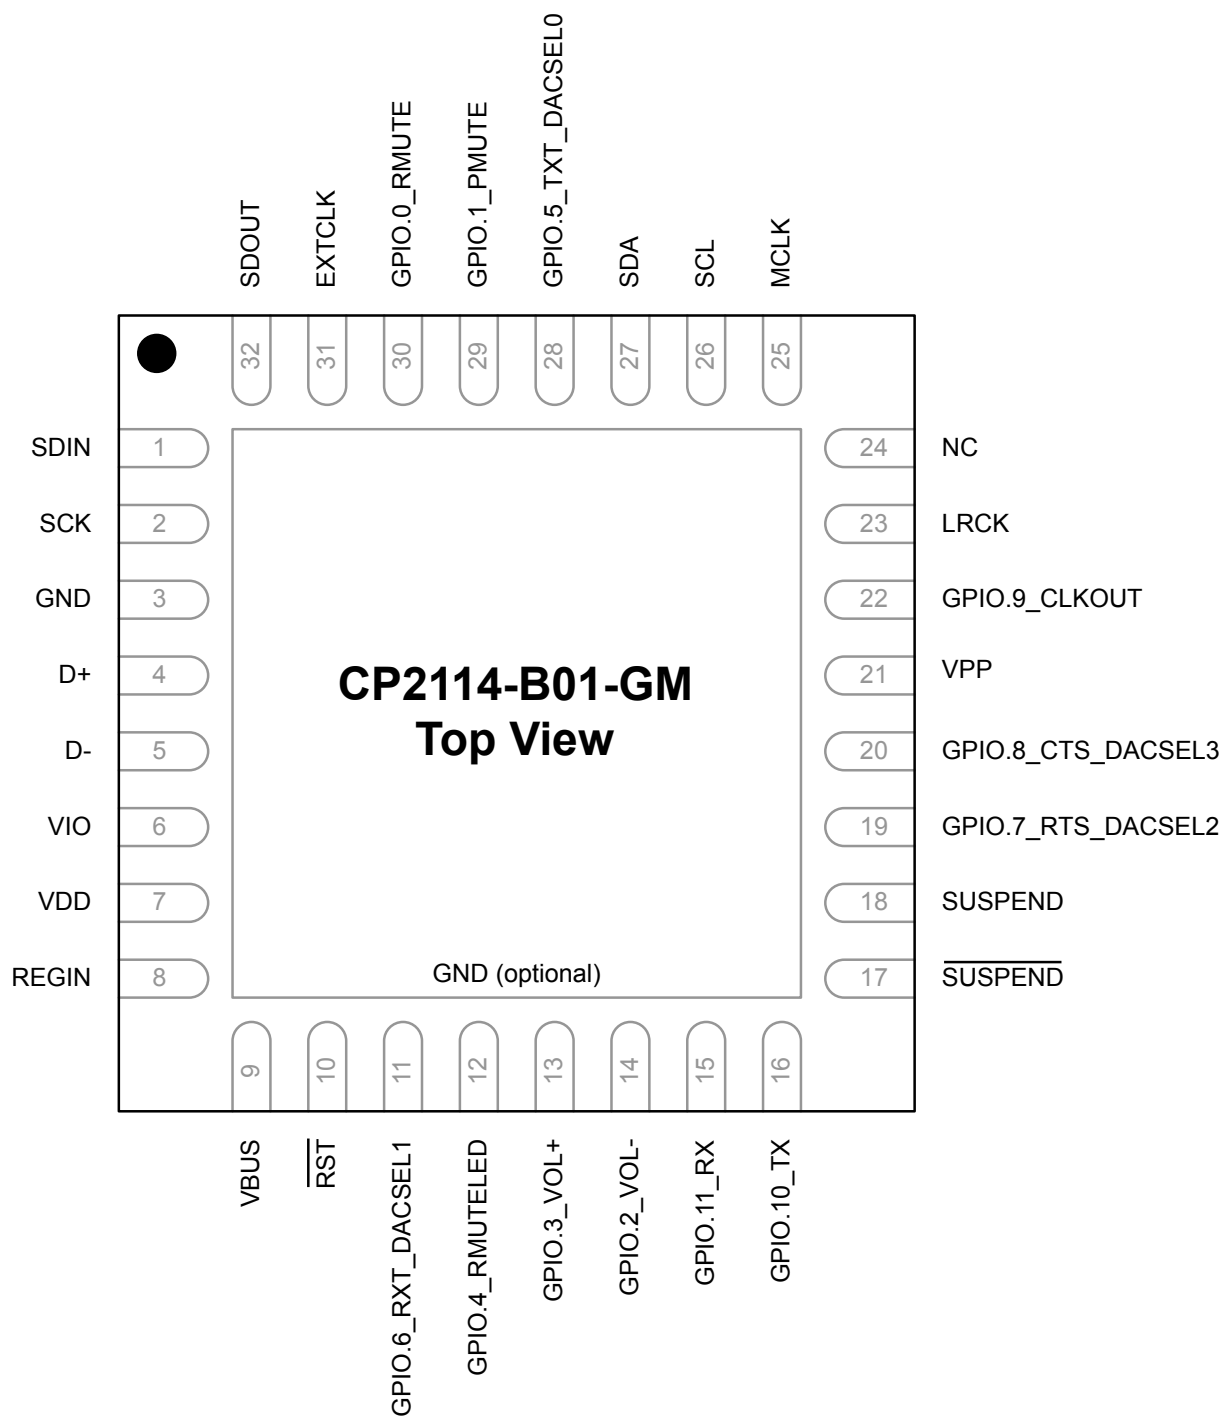 SDOUT
EXTCLK
GPIO.0_RMUTE
GPIO.1_PMUTE
GPIO.5_TXT_DACSEL0
SDA
SCL
MCLK
32
31
30
29
28
27
26
25
SDIN 1
SCK 2
GND 3
D+ 4
D- 5
VIO 6
VDD 7
REGIN 8
CP2114-B01-GM
Top View
GND (optional)
24 NC
23 LRCK
22 GPIO.9_CLKOUT
21 VPP
20 GPIO.8_CTS_DACSEL3
19 GPIO.7_RTS_DACSEL2
18 SUSPEND
17 S̅U̅S̅P̅E̅N̅D̅
9
10
11
12
13
14
15
16
VBUS
R̅S̅T̅
GPIO.6_RXT_DACSEL1
GPIO.4_RMUTELED
GPIO.3_VOL+
GPIO.2_VOL-
GPIO.11_RX
GPIO.10_TX